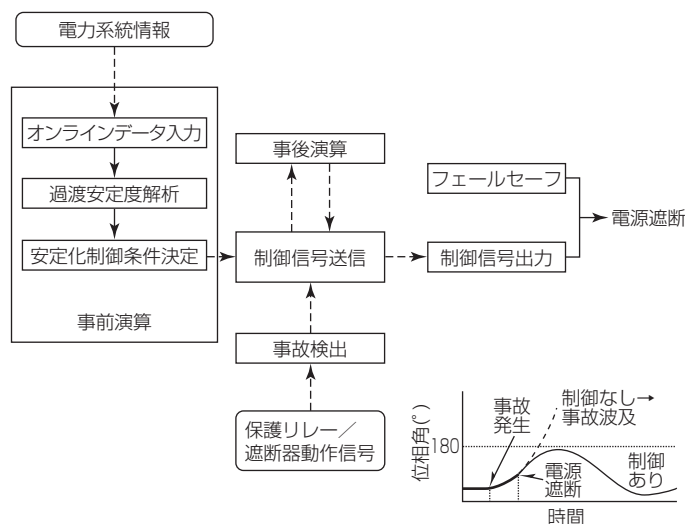 電力系統情報
オンラインデータ入力
過渡安定度解析
安定化制御条件決定
事前演算
事後演算
制御信号送信
事故検出
保護リレー／
遮断器動作信号
フェールセーフ
制御信号出力
電源遮断
位相角(°)
180
事故
発生
制御なし→
事故波及
電源
遮断
制御
あり
時間